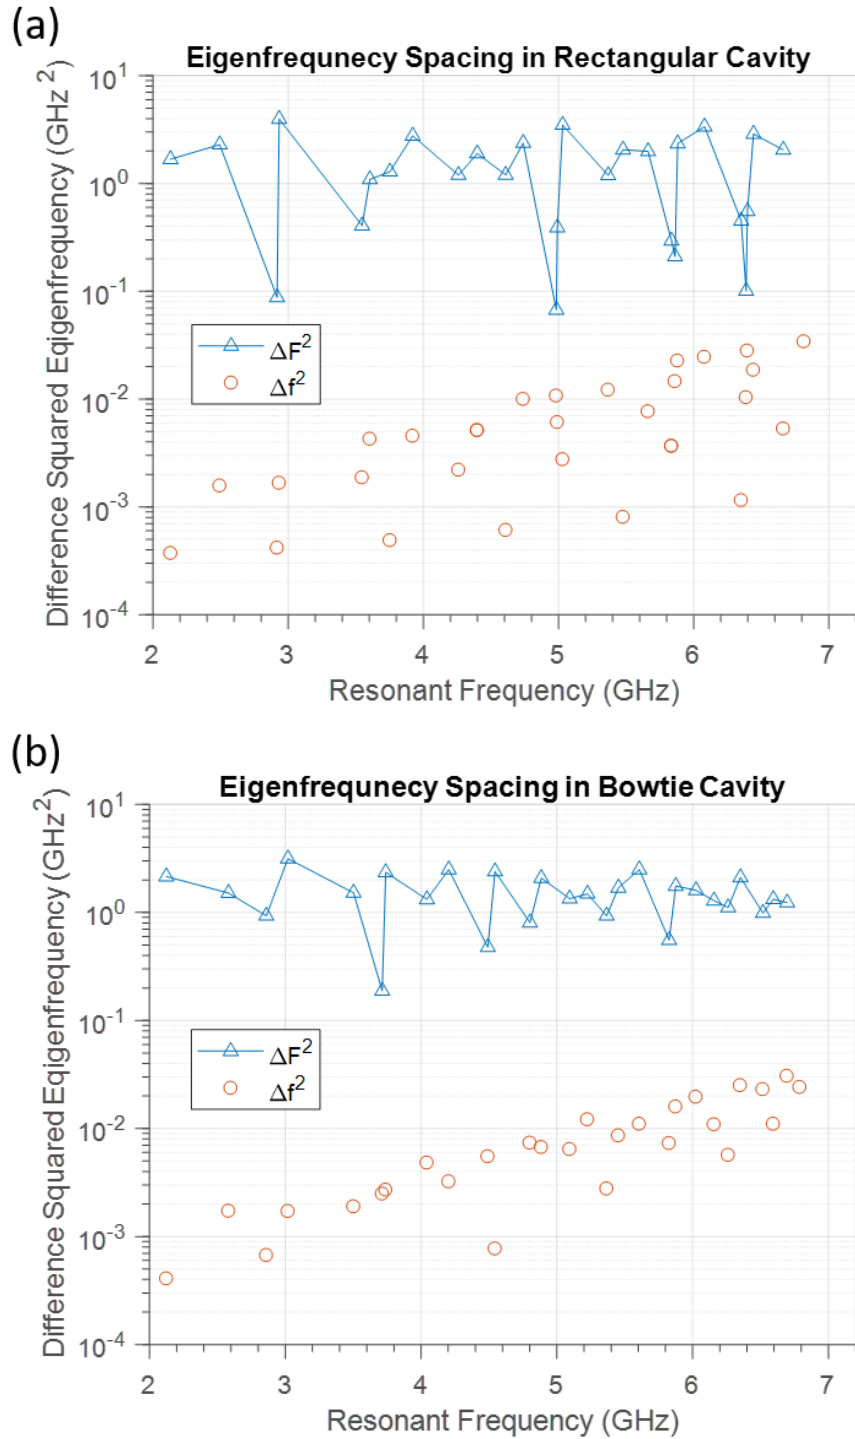 (a)
Eigenfrequnecy Spacing in Rectangular Cavity
Difference Squared Eqigenfrequency (GHz 2)
10^1
10^0
10^-1
10^-2
10^-3
10^-4
ΔF^2
Δf^2
2 3 4 5 6 7
Resonant Frequency (GHz)
(b)
Eigenfrequnecy Spacing in Bowtie Cavity
Difference Squared Eqigenfrequency (GHz^2)
10^1
10^0
10^-1
10^-2
10^-3
10^-4
ΔF^2
Δf^2
2 3 4 5 6 7
Resonant Frequency (GHz)